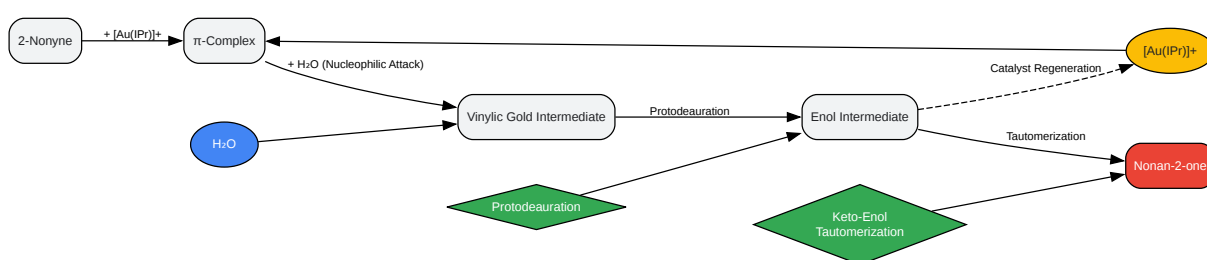 2-Nonyne
+ [Au(IPr)]+
π-Complex
[Au(IPr)]+
+ H₂O (Nucleophilic Attack)
Catalyst Regeneration
Vinylic Gold Intermediate
Protodeauration
Enol Intermediate
H₂O
Tautomerization
Nonan-2-one
Protodeauration
Keto-Enol
Tautomerization